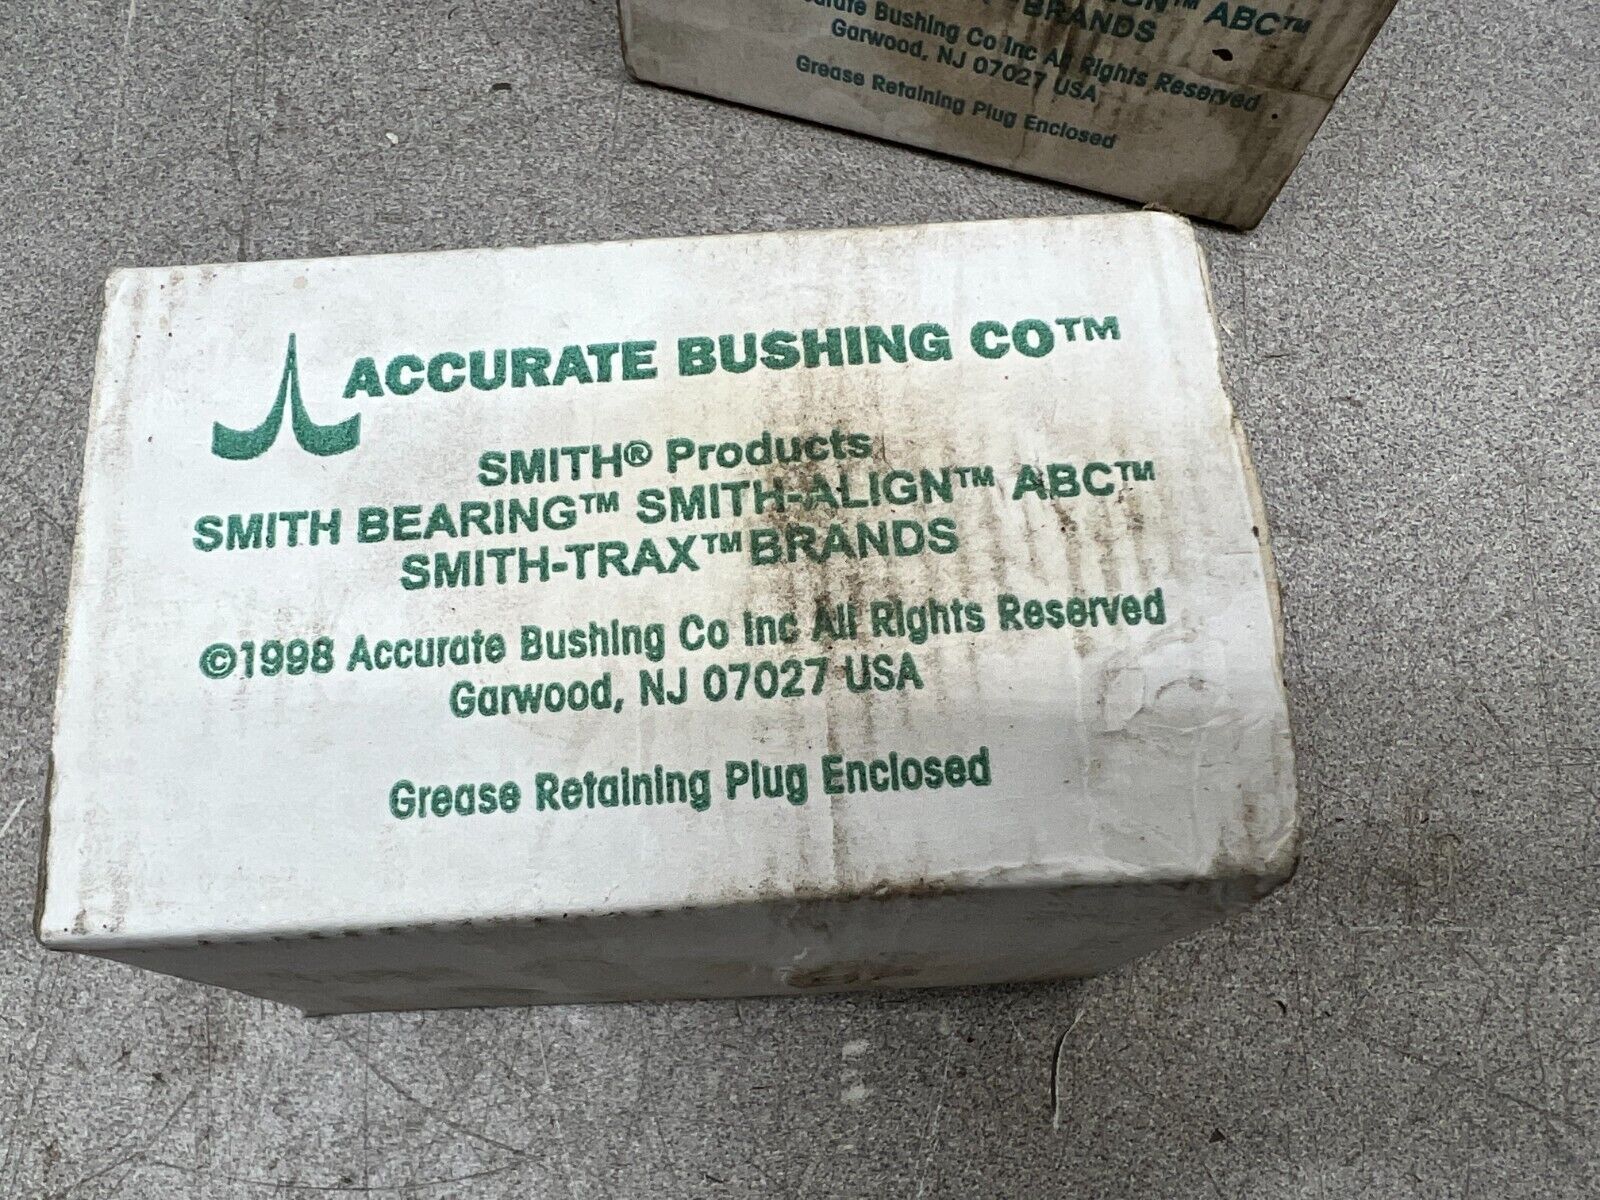 IGN™ ABC™
BRANDS
Bushing Co Inc All Rights Reserved
Garwood, NJ 07027 USA
Grease Retaining Plug Enclosed
ACCURATE BUSHING CO™
SMITH® Products
SMITH BEARING™ SMITH-ALIGN™ ABC™
SMITH-TRAX™ BRANDS
©1998 Accurate Bushing Co Inc All Rights Reserved
Garwood, NJ 07027 USA
Grease Retaining Plug Enclosed